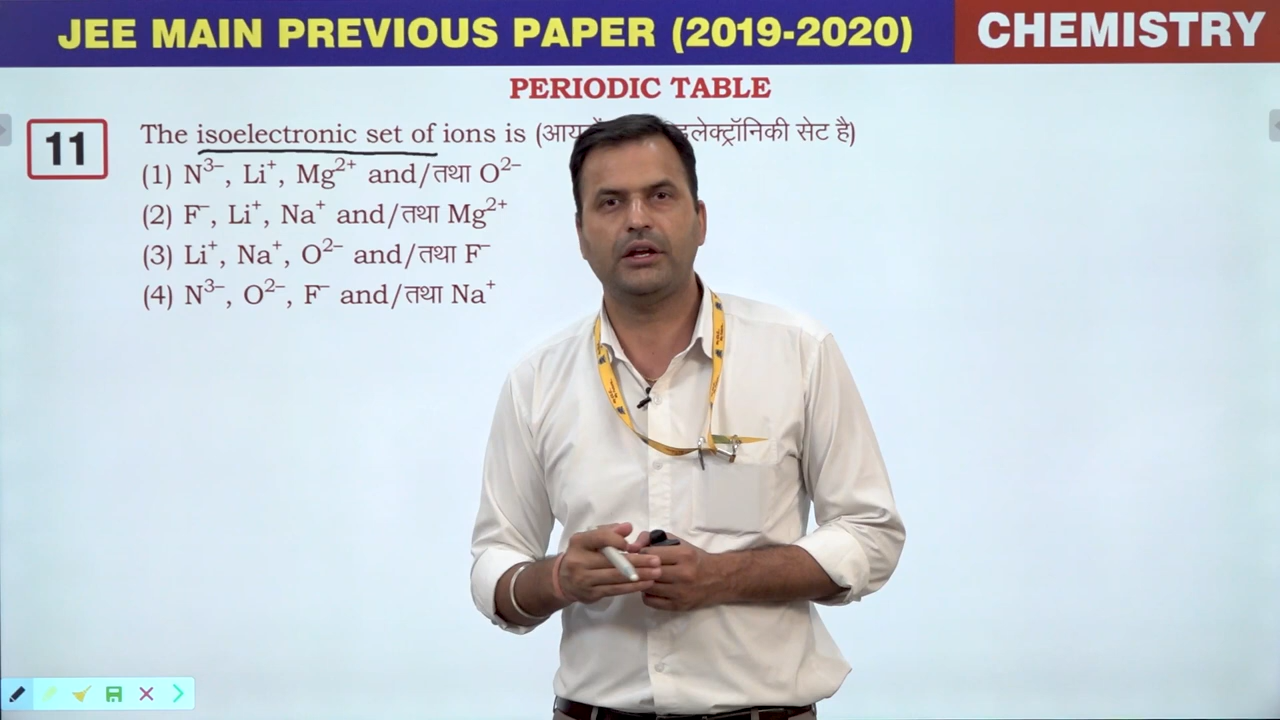 JEE MAIN PREVIOUS PAPER (2019-2020)
CHEMISTRY
PERIODIC TABLE
11
The isoelectronic set of ions is (आयनों इलेक्ट्रॉनिकी सेट है)
(1) N³⁻, Li⁺, Mg²⁺ and/तथा O²⁻
(2) F⁻, Li⁺, Na⁺ and/तथा Mg²⁺
(3) Li⁺, Na⁺, O²⁻ and/तथा F⁻
(4) N³⁻, O²⁻, F⁻ and/तथा Na⁺